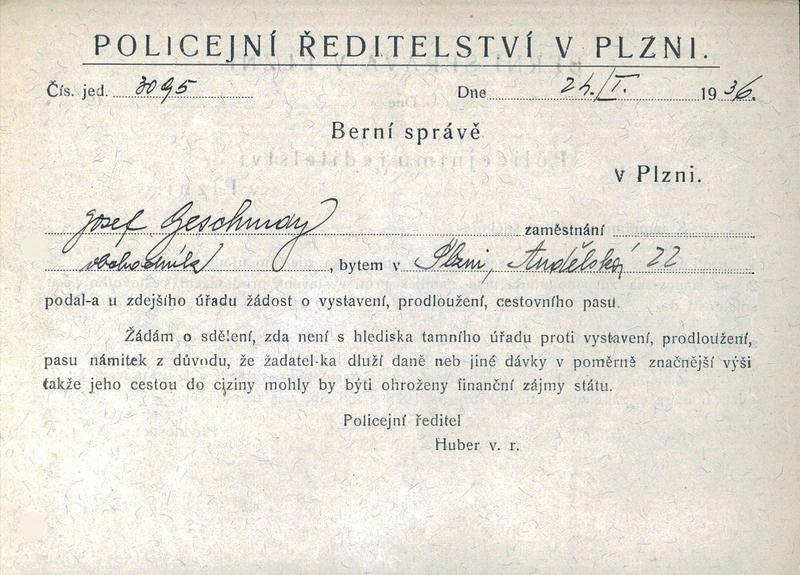 POLICEJNÍ ŘEDITELSTVÍ V PLZNI.
Čís. jed. 3095 Dne 24./I. 1936.
Berní správě
v Plzni.
Josef Geschmay zaměstnání
obchodník, bytem v Plzni, Andělská 22
podal-a u zdejšího úřadu žádost o vystavení, prodloužení, cestovního pasu.
Žádám o sdělení, zda není s hlediska tamního úřadu proti vystavení, prodloužení,
pasu námitek z důvodu, že žadatel-ka dluží daně neb jiné dávky v poměrně značnější výši
takže jeho cestou do ciziny mohly by býti ohroženy finanční zájmy státu.
Policejní ředitel
Huber v. r.